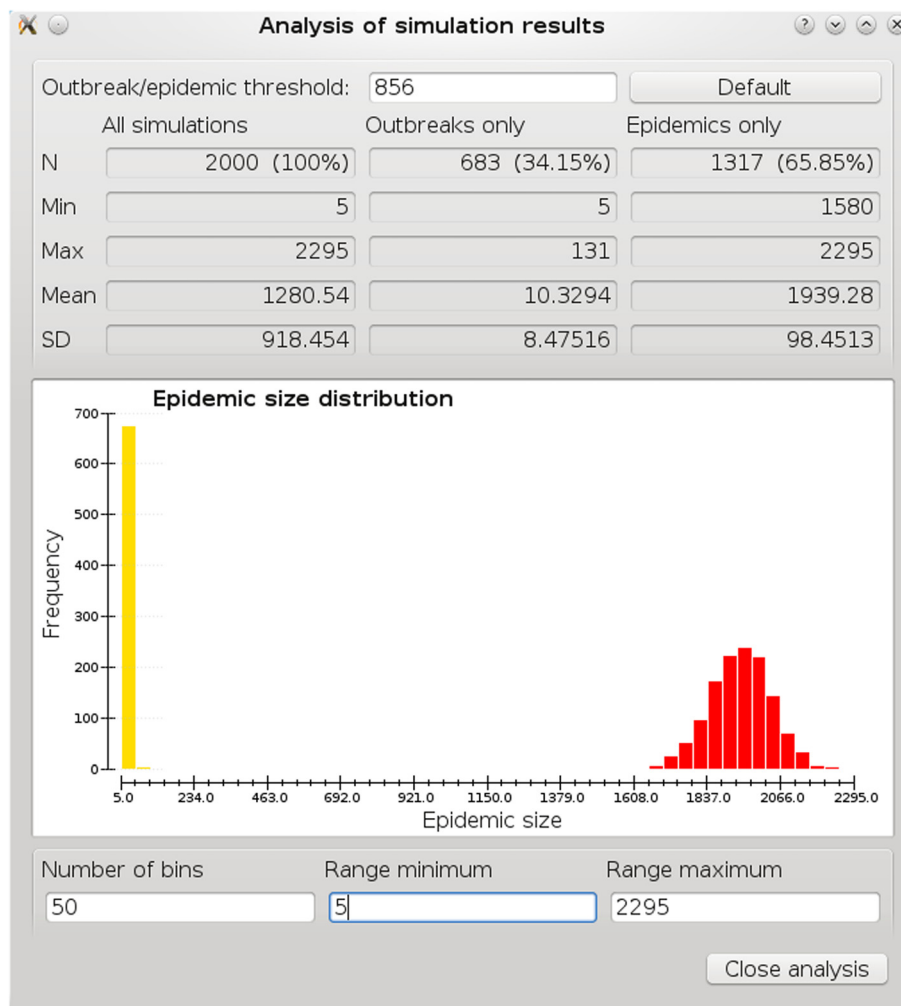 Analysis of simulation results
Outbreak/epidemic threshold: 856 Default
All simulations Outbreaks only Epidemics only
N 2000 (100%) 683 (34.15%) 1317 (65.85%)
Min 5 5 1580
Max 2295 131 2295
Mean 1280.54 10.3294 1939.28
SD 918.454 8.47516 98.4513
Epidemic size distribution
Frequency
700
600
500
400
300
200
100
0
5.0 234.0 463.0 692.0 921.0 1150.0 1379.0 1608.0 1837.0 2066.0 2295.0
Epidemic size
Number of bins Range minimum Range maximum
50 5 2295
Close analysis